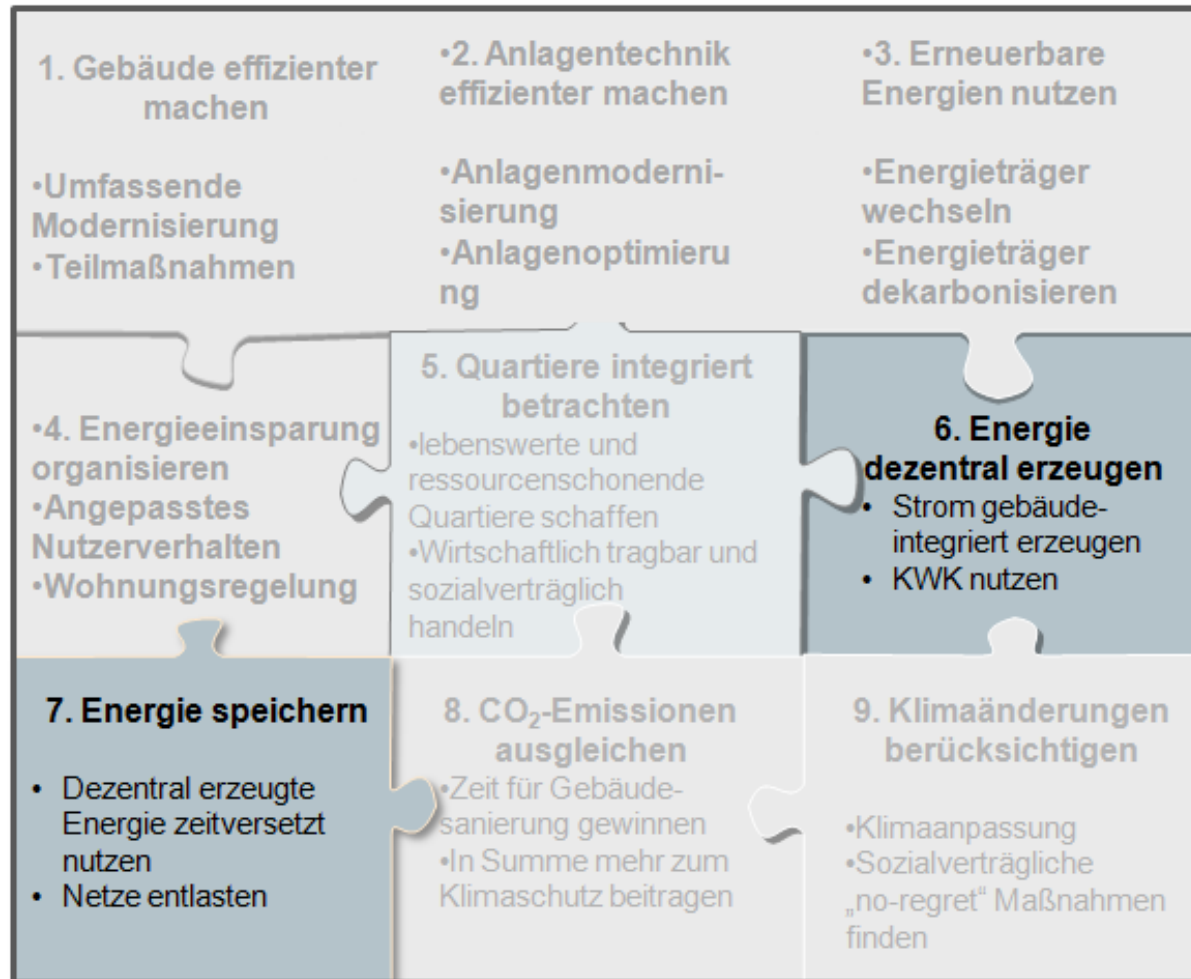 1. Gebäude effizienter
machen
•Umfassende
Modernisierung
•Teilmaßnahmen
•2. Anlagentechnik
effizienter machen
•Anlagenmoderni-
sierung
•Anlagenoptimieru
ng
•3. Erneuerbare
Energien nutzen
•Energieträger
wechseln
•Energieträger
dekarbonisieren
•4. Energieeinsparung
organisieren
•Angepasstes
Nutzerverhalten
•Wohnungsregelung
5. Quartiere integriert
betrachten
•lebenswerte und
ressourcenschonende
Quartiere schaffen
•Wirtschaftlich tragbar und
sozialverträglich
handeln
6. Energie
dezentral erzeugen
• Strom gebäude-
integriert erzeugen
• KWK nutzen
7. Energie speichern
• Dezentral erzeugte
Energie zeitversetzt
nutzen
• Netze entlasten
8. CO₂-Emissionen
ausgleichen
•Zeit für Gebäude-
sanierung gewinnen
•In Summe mehr zum
Klimaschutz beitragen
9. Klimaänderungen
berücksichtigen
•Klimaanpassung
•Sozialverträgliche
„no-regret“ Maßnahmen
finden